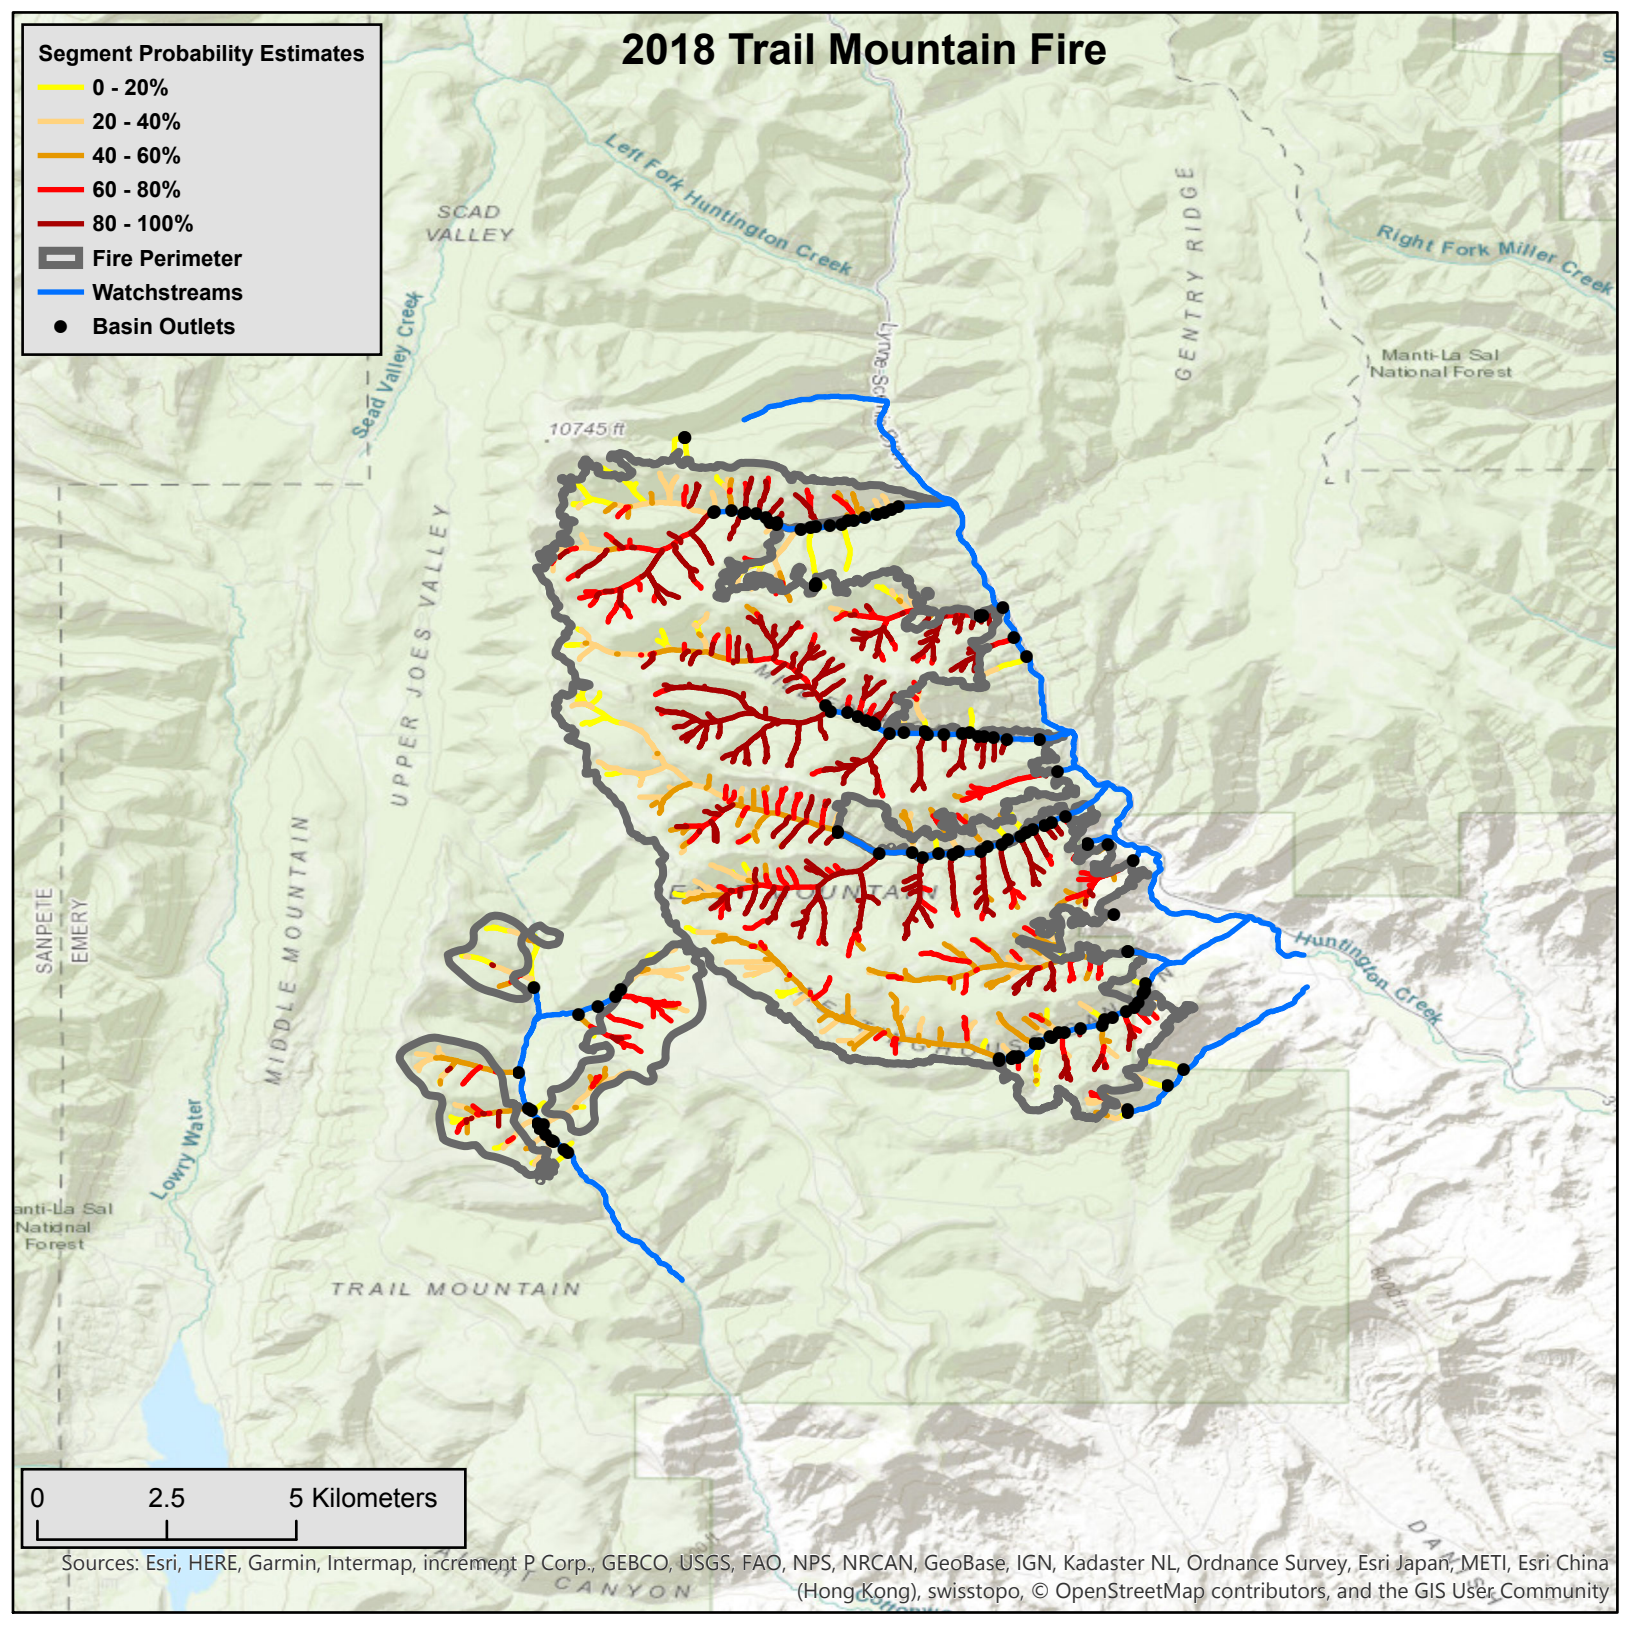 2018 Trail Mountain Fire
Segment Probability Estimates
0 - 20%
20 - 40%
40 - 60%
60 - 80%
80 - 100%
Fire Perimeter
Watchstreams
Basin Outlets
Left Fork Huntington Creek
SCAD
VALLEY
GENTRY RIDGE
Right Fork Miller Creek
Sead Valley Creek
Manti-La Sal
National Forest
10745 ft
UPPER JOES VALLEY
MIDDLE MOUNTAIN
SANPETE
EMERY
Huntington Creek
Lowry Water
National
Forest
TRAIL MOUNTAIN
8000 ft
0 2.5 5 Kilometers
CANYON
Sources: Esri, HERE, Garmin, Intermap, increment P Corp., GEBCO, USGS, FAO, NPS, NRCAN, GeoBase, IGN, Kadaster NL, Ordnance Survey, Esri Japan, METI, Esri China
(Hong Kong), swisstopo, © OpenStreetMap contributors, and the GIS User Community